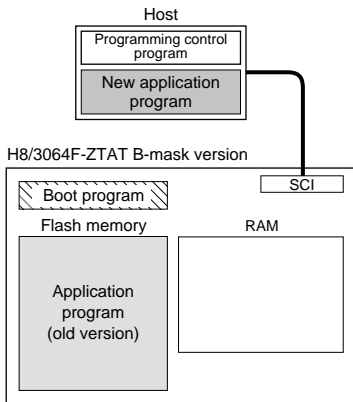 Host
Programming control
program
New application
program
H8/3064F-ZTAT B-mask version
SCI
Boot program
Flash memory
RAM
Application
program
(old version)